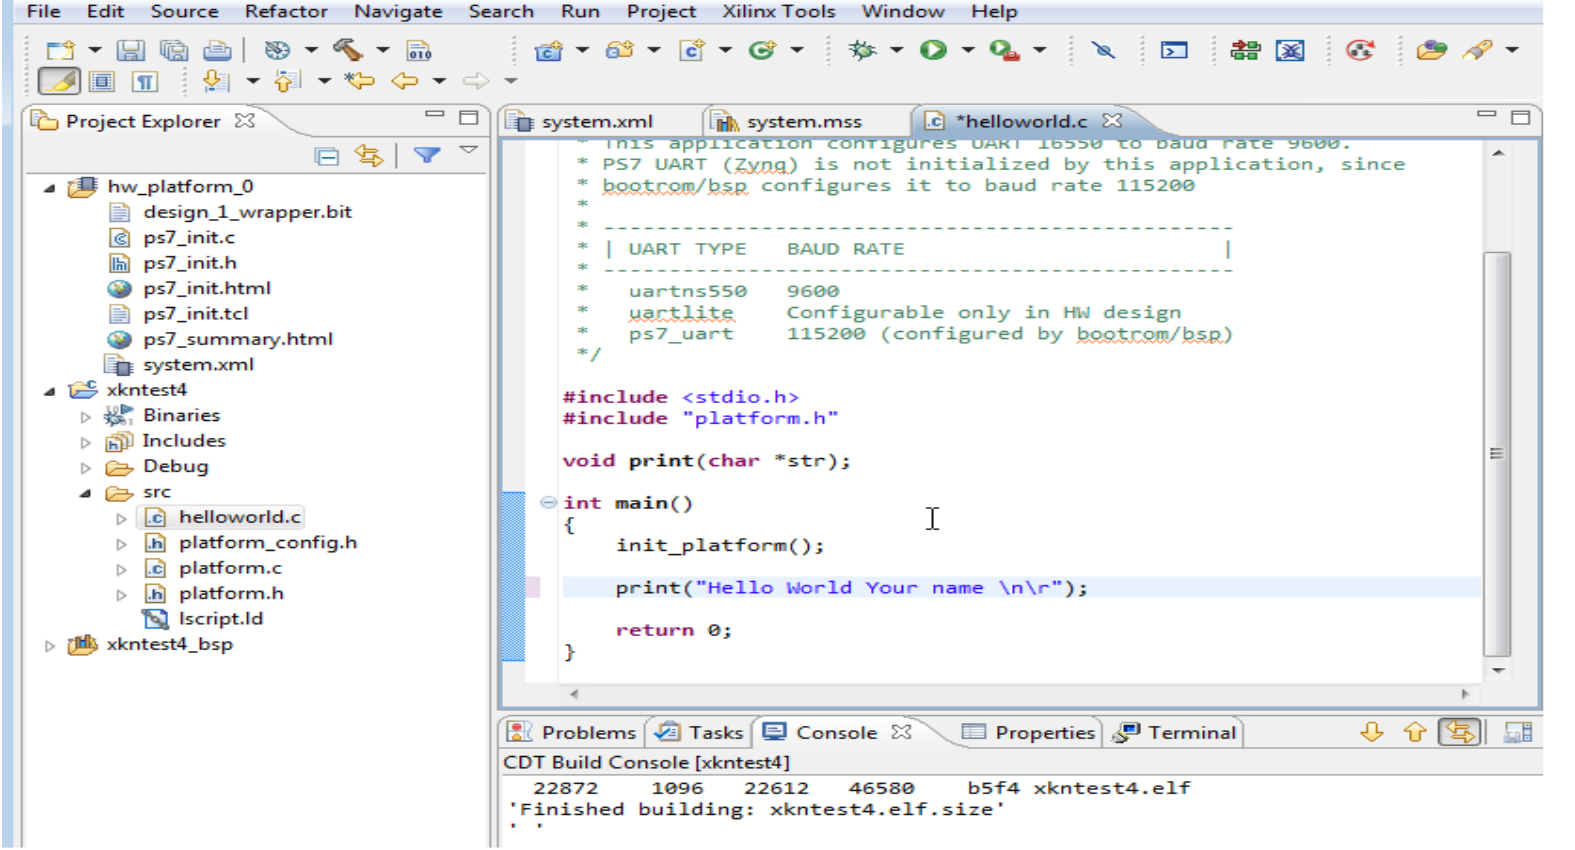 File Edit Source Refactor Navigate Search Run Project Xilinx Tools Window Help
Project Explorer
hw_platform_0
design_1_wrapper.bit
ps7_init.c
ps7_init.h
ps7_init.html
ps7_init.tcl
ps7_summary.html
system.xml
xkntest4
Binaries
Includes
Debug
src
helloworld.c
platform_config.h
platform.c
platform.h
lscript.ld
xkntest4_bsp
system.xml system.mss *helloworld.c
* This application configures UART 16550 to baud rate 9600.
* PS7 UART (Zynq) is not initialized by this application, since
* bootrom/bsp configures it to baud rate 115200
*
* ------------------------------------------------
* | UART TYPE   BAUD RATE                        |
* ------------------------------------------------
*   uartns550   9600
*   uartlite    Configurable only in HW design
*   ps7_uart    115200 (configured by bootrom/bsp)
*/
#include <stdio.h>
#include "platform.h"
void print(char *str);
int main()
{
init_platform();
print("Hello World Your name \n\r");
return 0;
}
Problems Tasks Console Properties Terminal
CDT Build Console [xkntest4]
22872 1096 22612 46580 b5f4 xkntest4.elf
'Finished building: xkntest4.elf.size'
' '